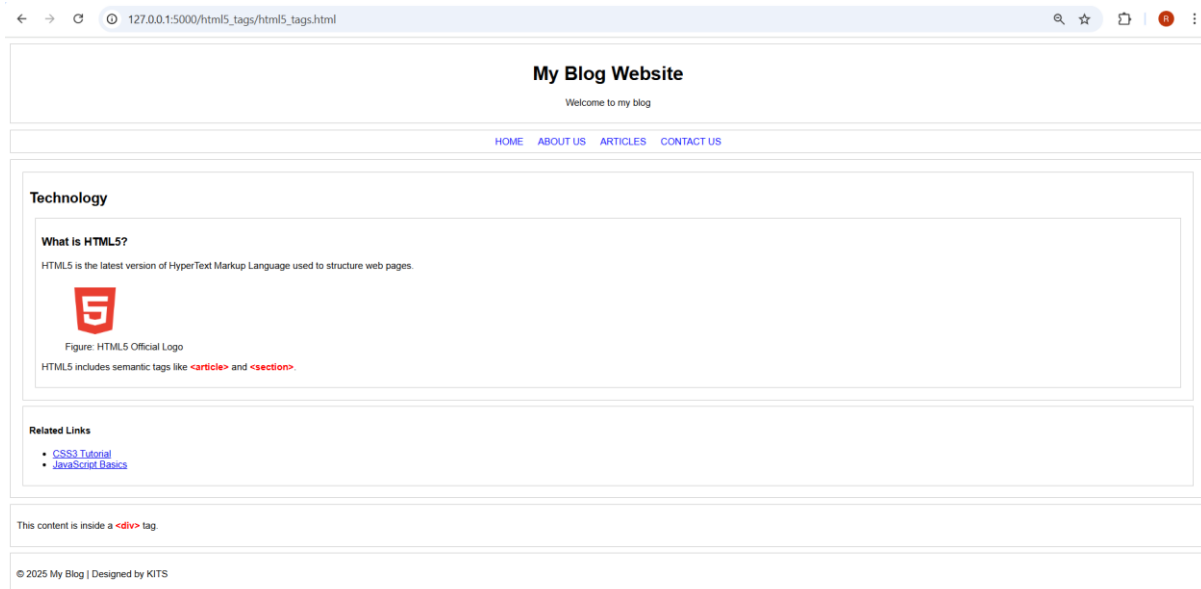 127.0.0.1:5000/html5_tags/html5_tags.html
R
My Blog Website
Welcome to my blog
HOME ABOUT US ARTICLES CONTACT US
Technology
What is HTML5?
HTML5 is the latest version of HyperText Markup Language used to structure web pages.
5
Figure: HTML5 Official Logo
HTML5 includes semantic tags like <article> and <section>.
Related Links
• CSS3 Tutorial
• JavaScript Basics
This content is inside a <div> tag.
© 2025 My Blog | Designed by KITS